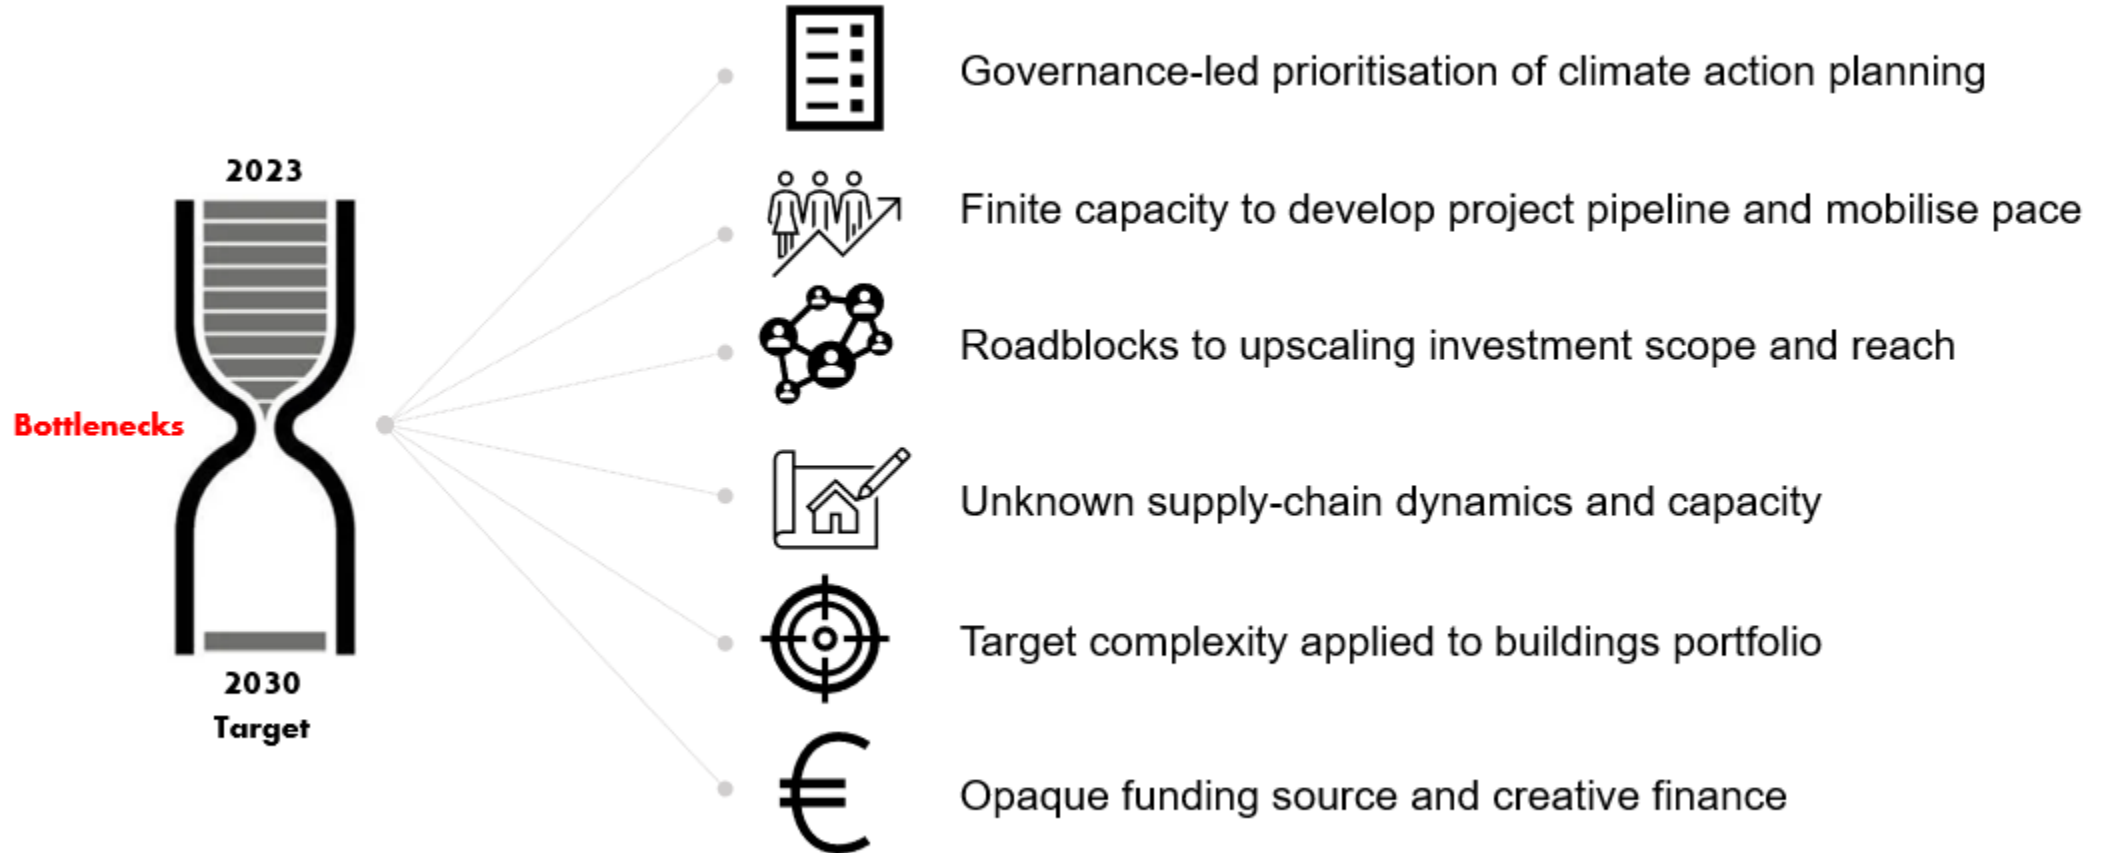 2023
Bottlenecks
2030
Target
Governance-led prioritisation of climate action planning
Finite capacity to develop project pipeline and mobilise pace
Roadblocks to upscaling investment scope and reach
Unknown supply-chain dynamics and capacity
Target complexity applied to buildings portfolio
Opaque funding source and creative finance